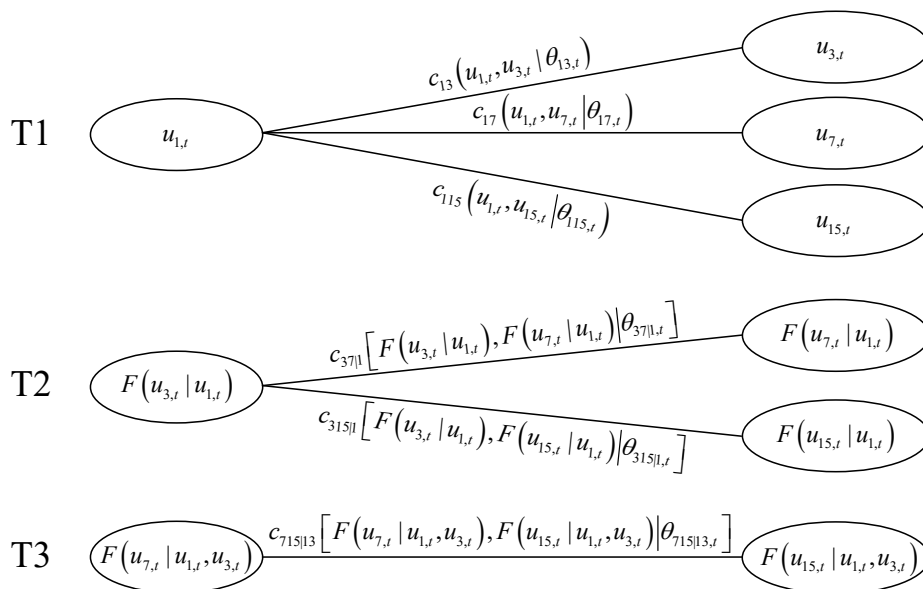 u_{3,t}
c_{13}(u_{1,t}, u_{3,t} | θ_{13,t})
T1
u_{1,t}
c_{17}(u_{1,t}, u_{7,t} | θ_{17,t})
u_{7,t}
c_{115}(u_{1,t}, u_{15,t} | θ_{115,t})
u_{15,t}
c_{37|1}[F(u_{3,t} | u_{1,t}), F(u_{7,t} | u_{1,t}) | θ_{37|1,t}]
F(u_{7,t} | u_{1,t})
T2
F(u_{3,t} | u_{1,t})
c_{315|1}[F(u_{3,t} | u_{1,t}), F(u_{15,t} | u_{1,t}) | θ_{315|1,t}]
F(u_{15,t} | u_{1,t})
T3
F(u_{7,t} | u_{1,t}, u_{3,t})
c_{715|13}[F(u_{7,t} | u_{1,t}, u_{3,t}), F(u_{15,t} | u_{1,t}, u_{3,t}) | θ_{715|13,t}]
F(u_{15,t} | u_{1,t}, u_{3,t})